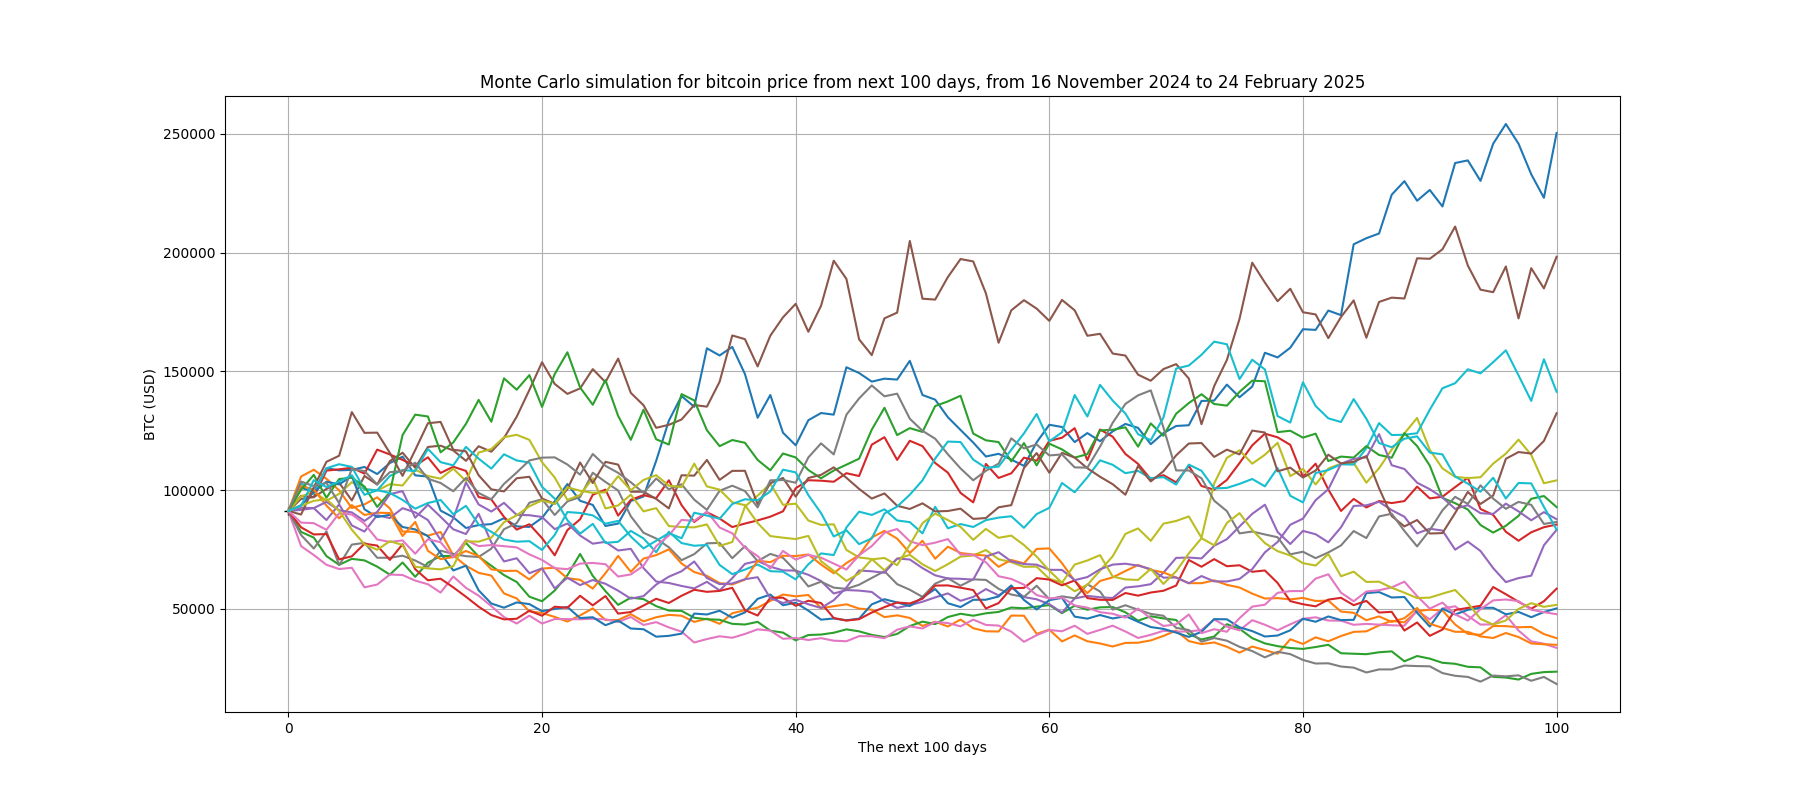 Monte Carlo simulation for bitcoin price from next 100 days, from 16 November 2024 to 24 February 2025
250000
200000
150000
100000
50000
BTC (USD)
0 20 40 60 80 100
The next 100 days